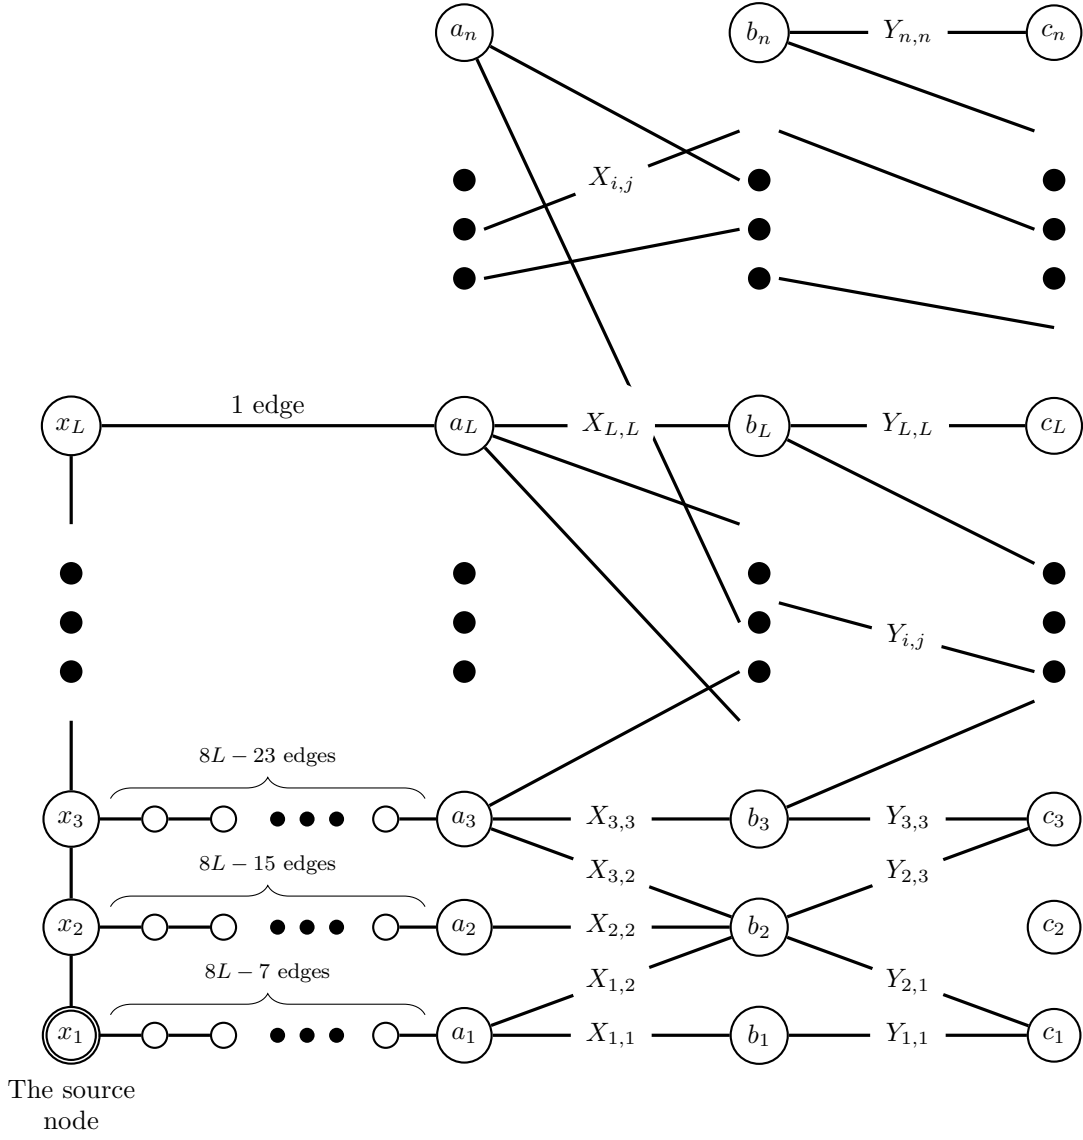 a_n b_n Y_{n,n} c_n
X_{i,j}
1 edge
x_L a_L X_{L,L} b_L Y_{L,L} c_L
Y_{i,j}
8L − 23 edges
x_3 a_3 X_{3,3} b_3 Y_{3,3} c_3
8L − 15 edges
X_{3,2} Y_{2,3}
x_2 a_2 X_{2,2} b_2 c_2
8L − 7 edges
X_{1,2} Y_{2,1}
x_1 a_1 X_{1,1} b_1 Y_{1,1} c_1
The source
node